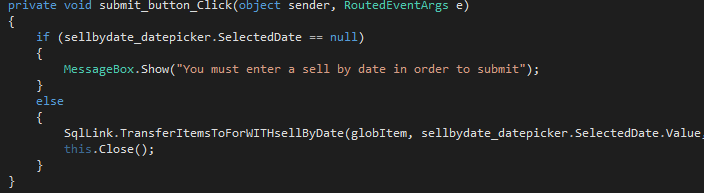 private void submit_button_Click(object sender, RoutedEventArgs e)
{
if (sellbydate_datepicker.SelectedDate == null)
{
MessageBox.Show("You must enter a sell by date in order to submit");
}
else
{
SqlLink.TransferItemsToForWITHsellByDate(globItem, sellbydate_datepicker.SelectedDate.Value,
this.Close();
}
}